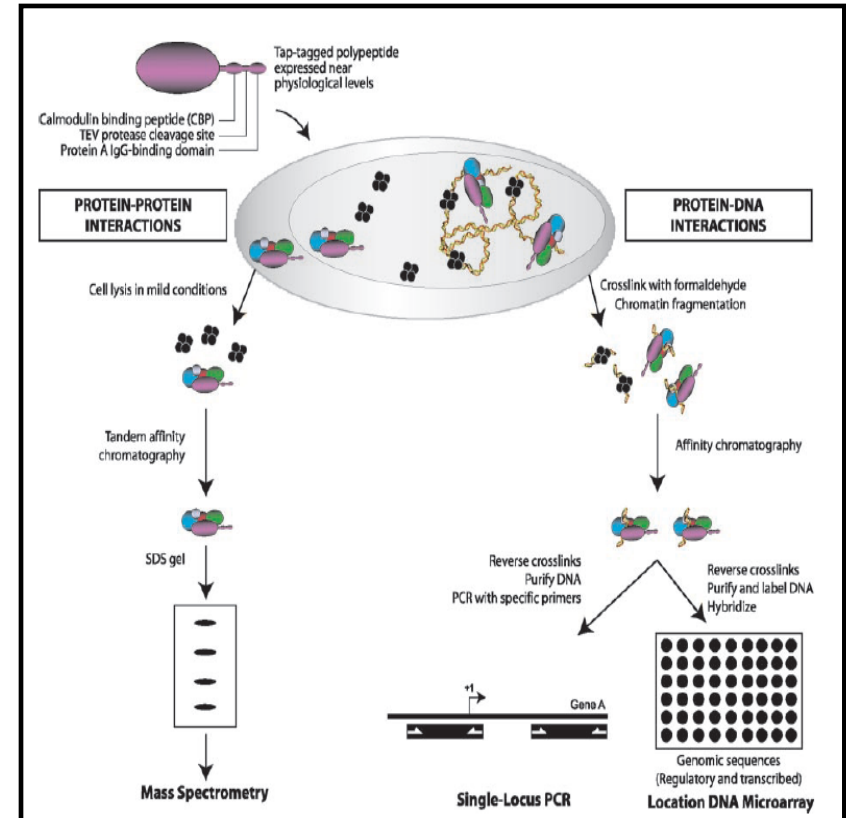 Tap-tagged polypeptide
expressed near
physiological levels
Calmodulin binding peptide (CBP)
TEV protease cleavage site
Protein A IgG-binding domain
PROTEIN-PROTEIN
INTERACTIONS
PROTEIN-DNA
INTERACTIONS
Cell lysis in mild conditions
Crosslink with formaldehyde
Chromatin fragmentation
Tandem affinity
chromatography
Affinity chromatography
SDS gel
Reverse crosslinks
Purify DNA
PCR with specific primers
Reverse crosslinks
Purify and label DNA
Hybridize
+1
Gene A
Genomic sequences
(Regulatory and transcribed)
Mass Spectrometry
Single-Locus PCR
Location DNA Microarray